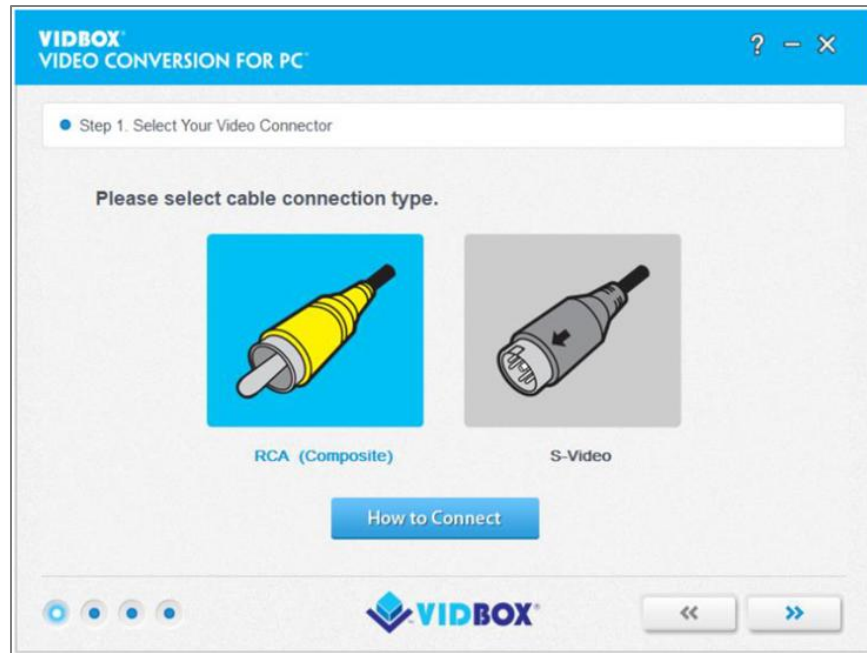 VIDBOX®
VIDEO CONVERSION FOR PC™
? – ×
Step 1. Select Your Video Connector
Please select cable connection type.
RCA (Composite)
S-Video
How to Connect
VIDBOX®
« »